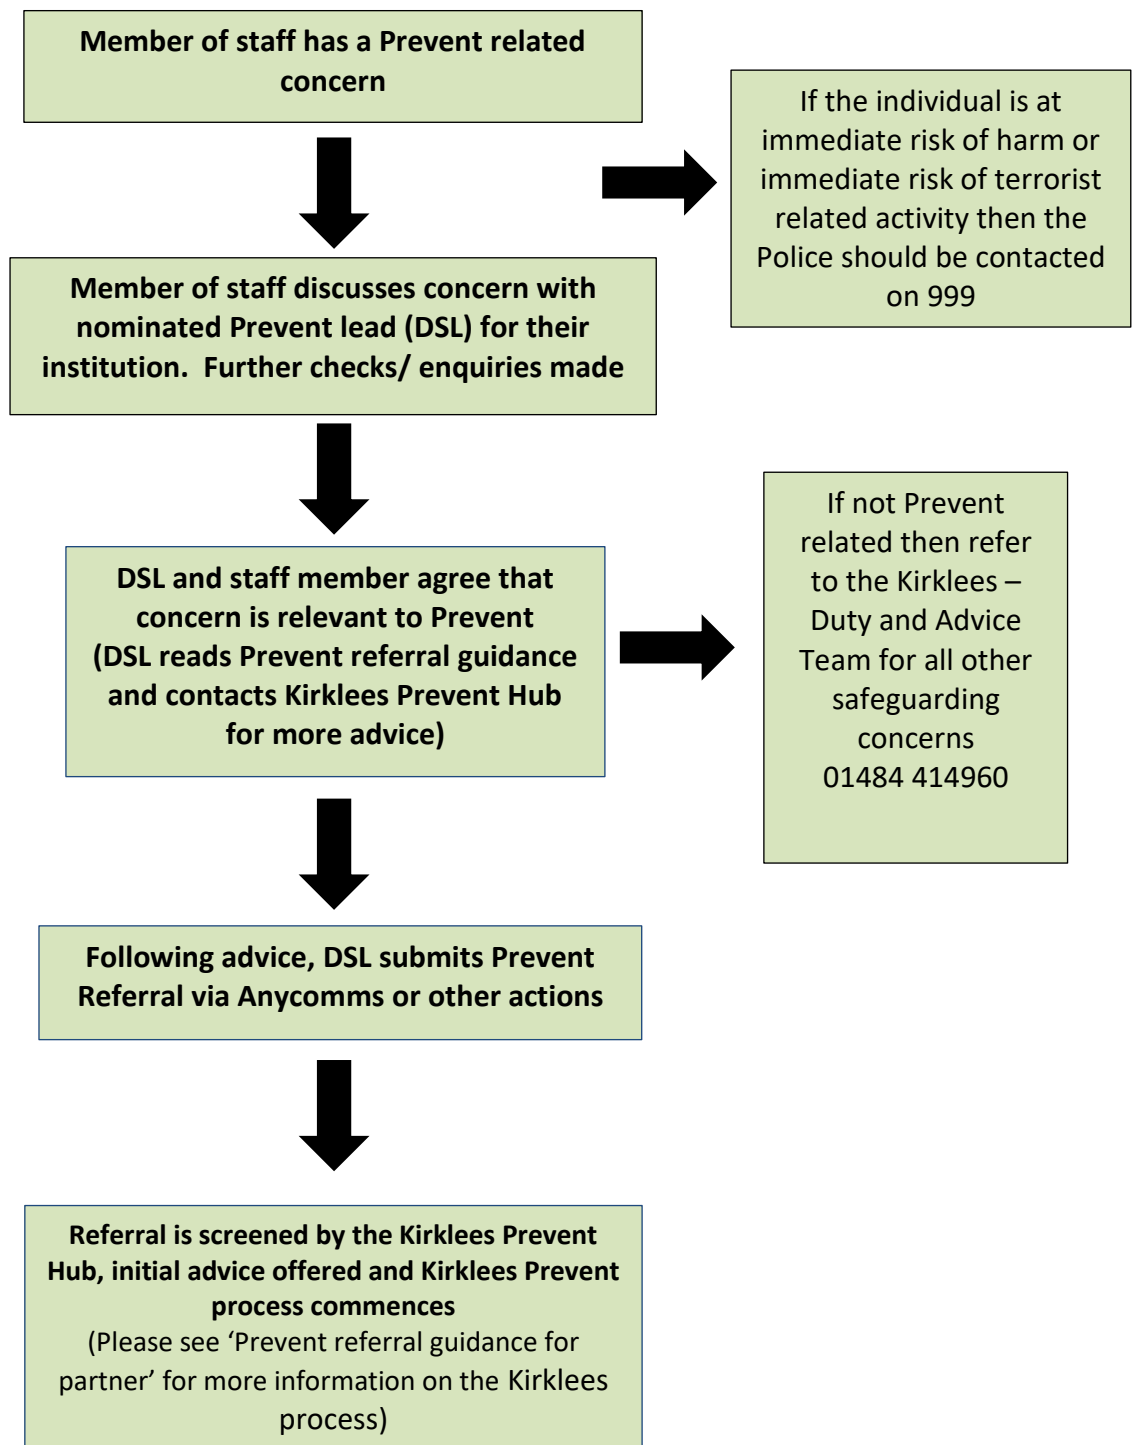 Member of staff has a Prevent related
concern
If the individual is at
immediate risk of harm or
immediate risk of terrorist
related activity then the
Police should be contacted
on 999
Member of staff discusses concern with
nominated Prevent lead (DSL) for their
institution.  Further checks/ enquiries made
DSL and staff member agree that
concern is relevant to Prevent
(DSL reads Prevent referral guidance
and contacts Kirklees Prevent Hub
for more advice)
If not Prevent
related then refer
to the Kirklees –
Duty and Advice
Team for all other
safeguarding
concerns
01484 414960
Following advice, DSL submits Prevent
Referral via Anycomms or other actions
Referral is screened by the Kirklees Prevent
Hub, initial advice offered and Kirklees Prevent
process commences
(Please see ‘Prevent referral guidance for
partner’ for more information on the Kirklees
process)